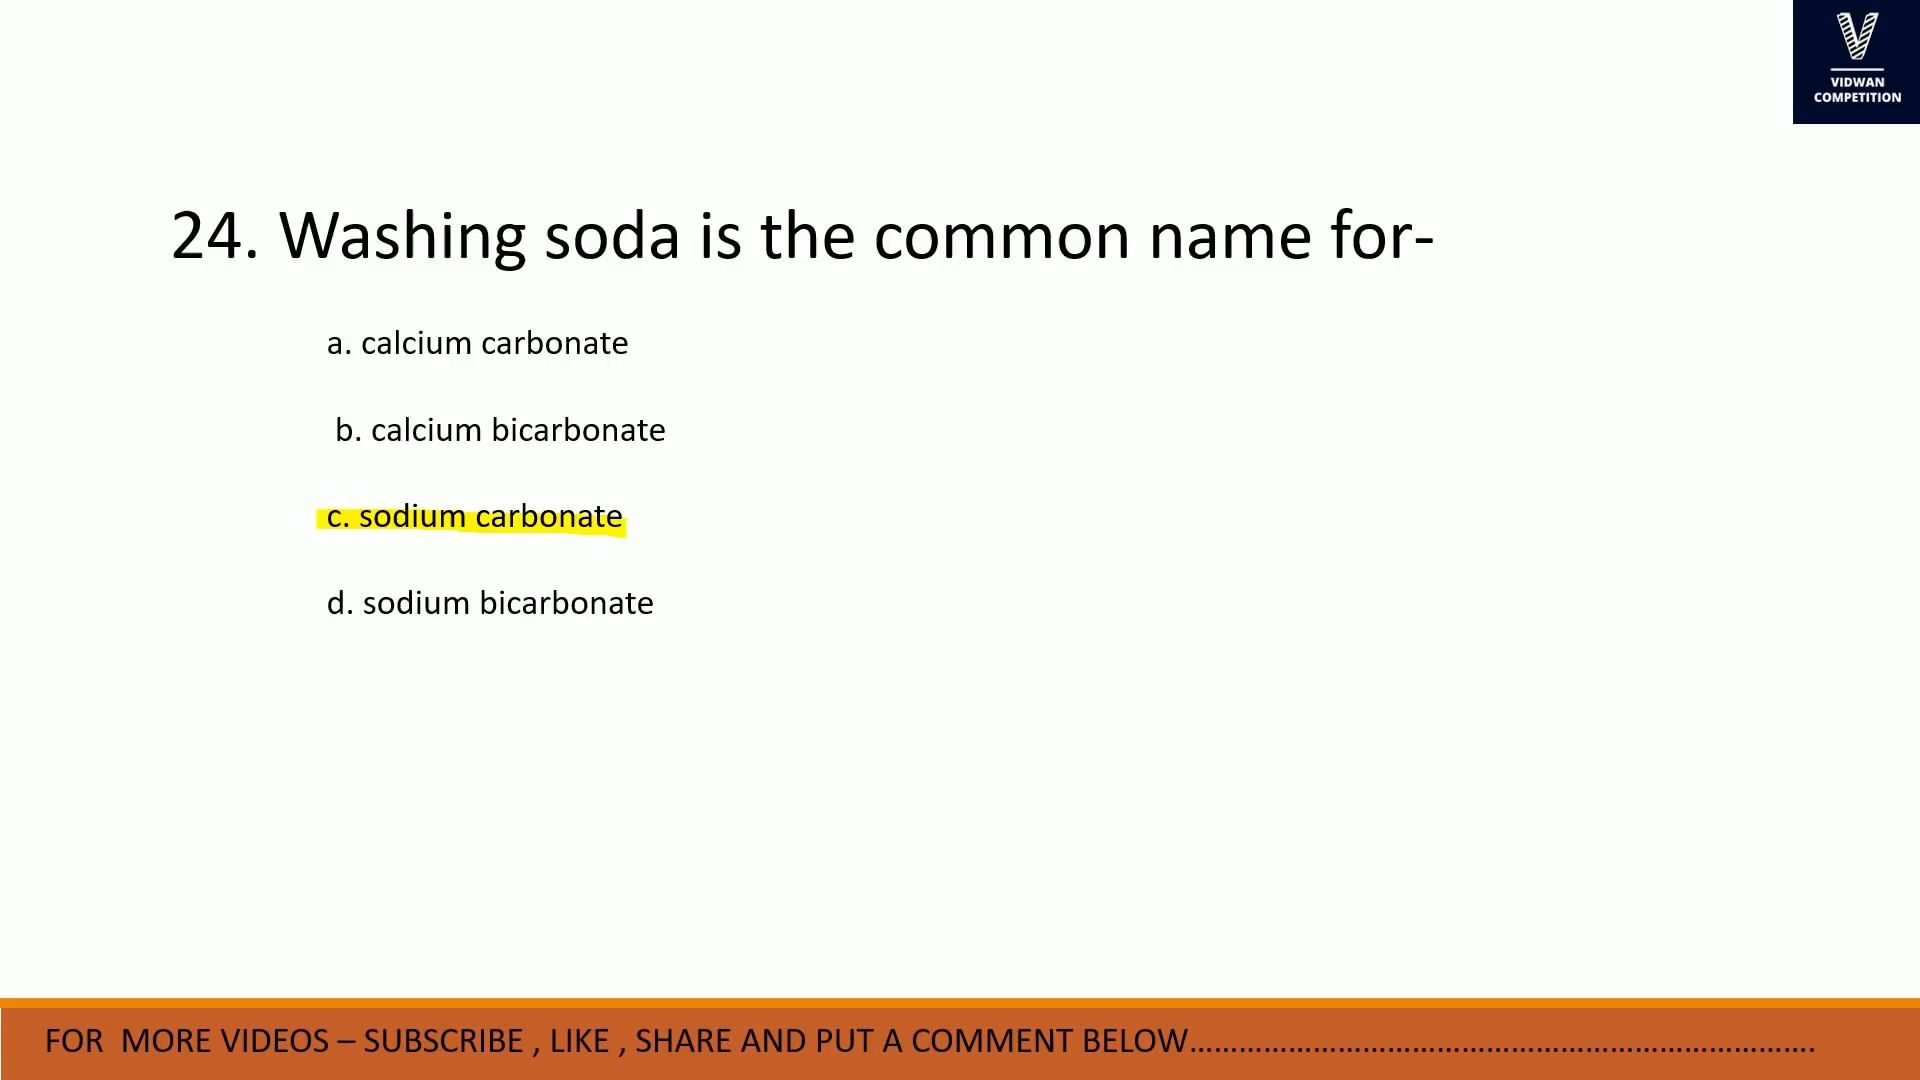 VIDWAN
COMPETITION
24. Washing soda is the common name for-
a. calcium carbonate
b. calcium bicarbonate
c. sodium carbonate
d. sodium bicarbonate
FOR MORE VIDEOS – SUBSCRIBE , LIKE , SHARE AND PUT A COMMENT BELOW……………………………………………………………………….